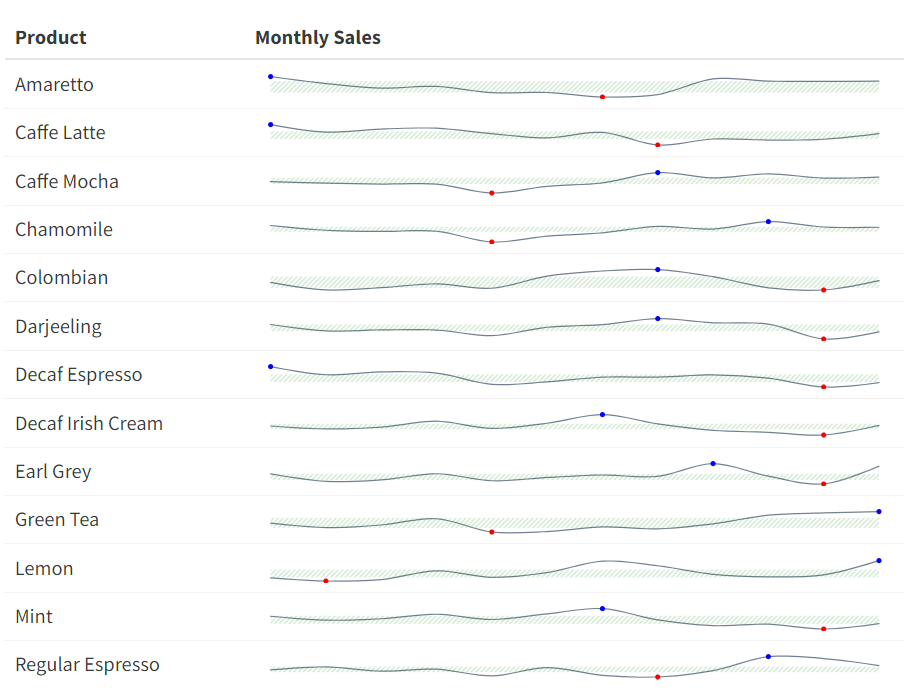 Product Monthly Sales
Amaretto
Caffe Latte
Caffe Mocha
Chamomile
Colombian
Darjeeling
Decaf Espresso
Decaf Irish Cream
Earl Grey
Green Tea
Lemon
Mint
Regular Espresso